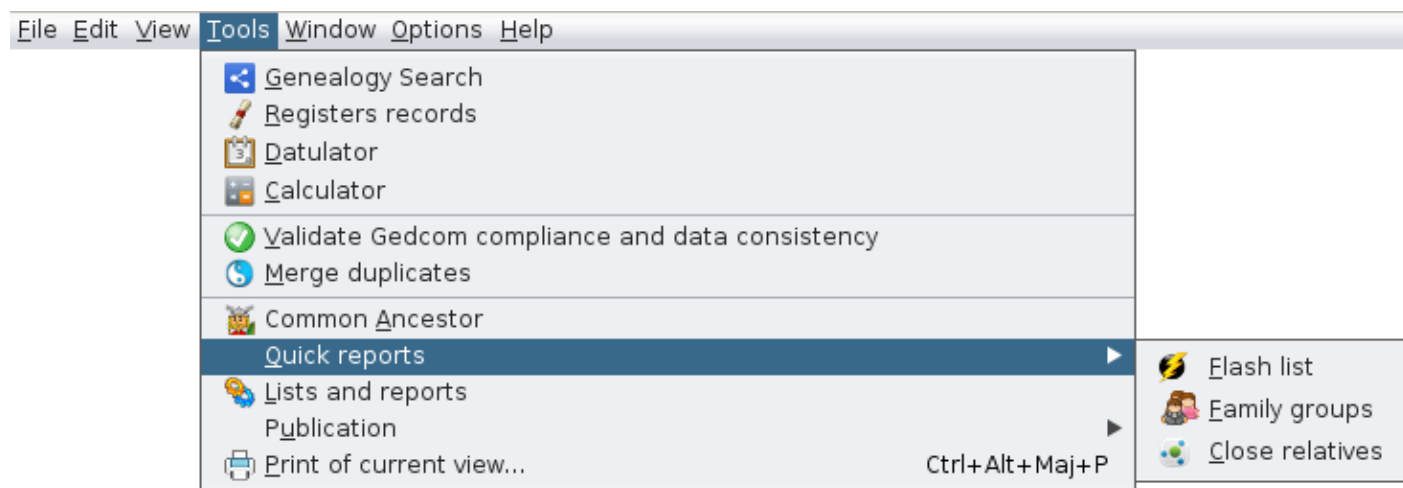 File Edit View Tools Window Options Help
Genealogy Search
Registers records
3
Datulator
Calculator
Validate Gedcom compliance and data consistency
Merge duplicates
Common Ancestor
Quick reports
Flash list
Lists and reports
Family groups
Publication
Close relatives
Print of current view... Ctrl+Alt+Maj+P